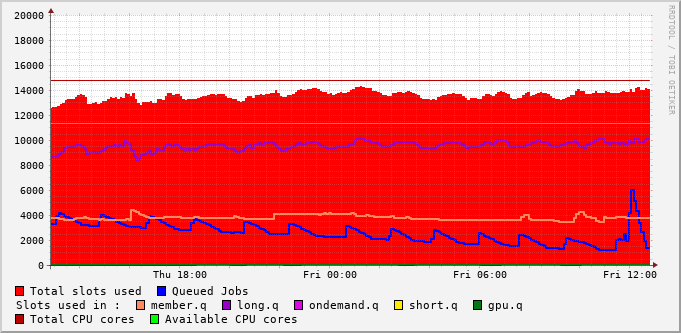 RRDTOOL / TOBI OETIKER
20000
18000
16000
14000
12000
10000
8000
6000
4000
2000
0
Thu 18:00 Fri 00:00 Fri 06:00 Fri 12:00
Total slots used Queued Jobs
Slots used in : member.q long.q ondemand.q short.q gpu.q
Total CPU cores Available CPU cores